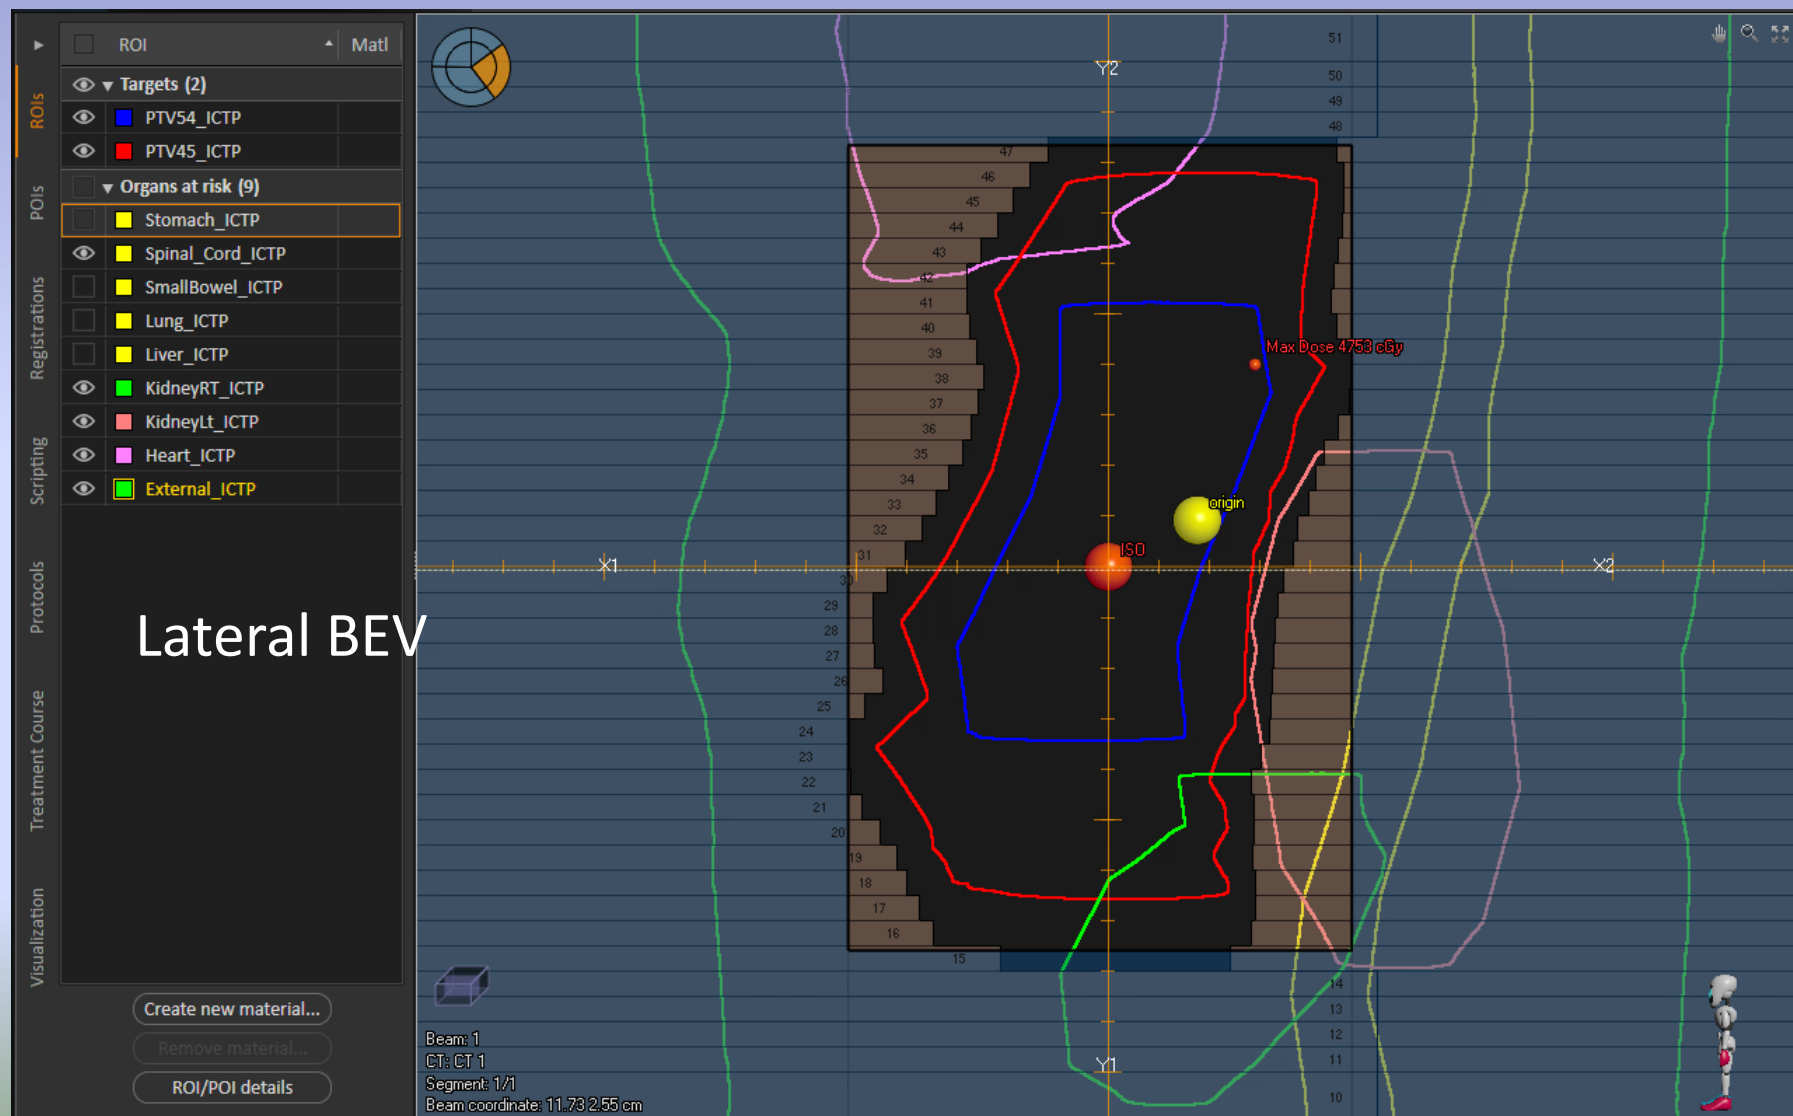 ROI Matl
Targets (2)
PTV54_ICTP
PTV45_ICTP
Organs at risk (9)
Stomach_ICTP
Spinal_Cord_ICTP
SmallBowel_ICTP
Lung_ICTP
Liver_ICTP
KidneyRT_ICTP
KidneyLt_ICTP
Heart_ICTP
External_ICTP
ROIs
POIs
Registrations
Scripting
Protocols
Treatment Course
Visualization
Create new material...
Remove material...
ROI/POI details
Lateral BEV
Y2
51
50
49
48
47
46
45
44
43
42
41
40
39
38
37
36
35
34
33
32
31
30
29
28
27
26
25
24
23
22
21
20
19
18
17
16
15
14
13
12
11
10
Max Dose 4753 cGy
origin
ISO
X1
X2
Y1
Beam: 1
CT: CT 1
Segment: 1/1
Beam coordinate: 11.73 2.55 cm